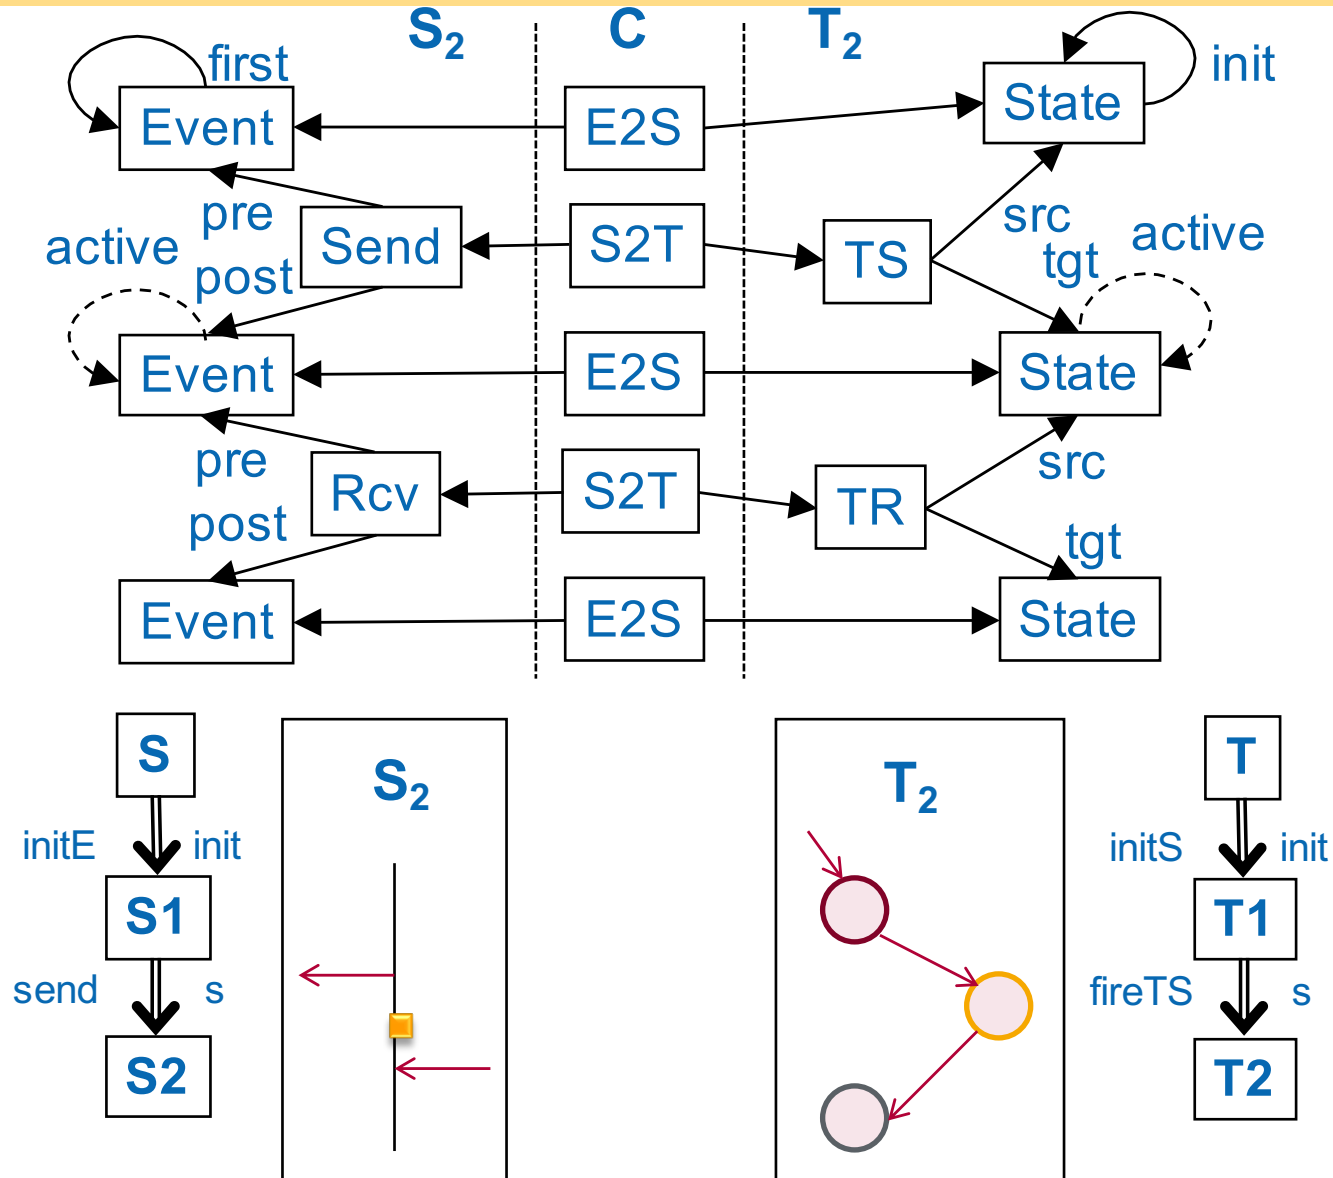 S2 C T2
first
init
Event
E2S
State
pre
Send
S2T
TS
src
active
post
tgt
active
Event
E2S
State
pre
Rcv
S2T
TR
src
post
tgt
Event
E2S
State
S
S2
T2
T
initE init
initS init
S1
T1
send s
fireTS s
S2
T2